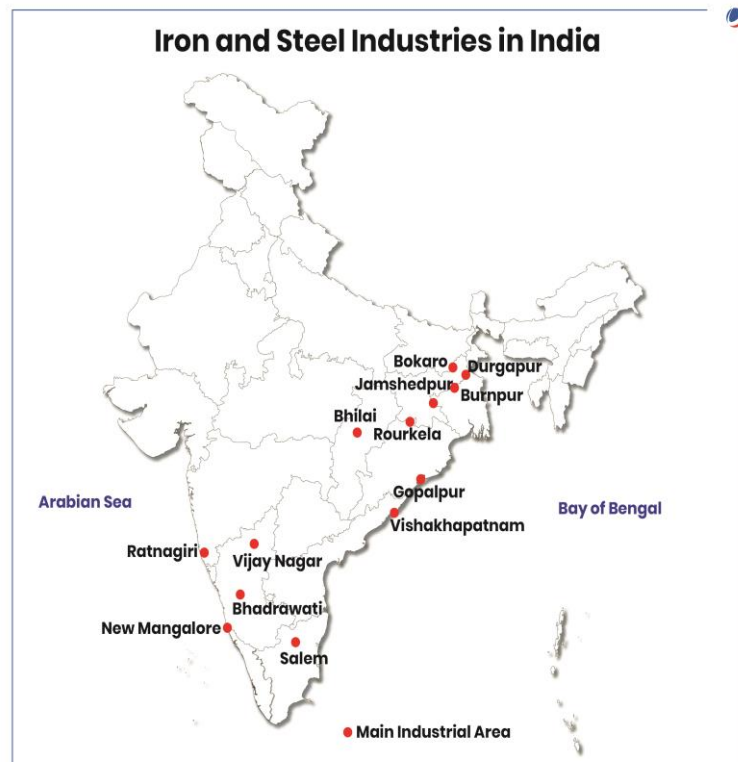 Iron and Steel Industries in India
Bokaro
Durgapur
Jamshedpur
Burnpur
Bhilai
Rourkela
Gopalpur
Arabian Sea
Bay of Bengal
Vishakhapatnam
Ratnagiri
Vijay Nagar
Bhadrawati
New Mangalore
Salem
Main Industrial Area